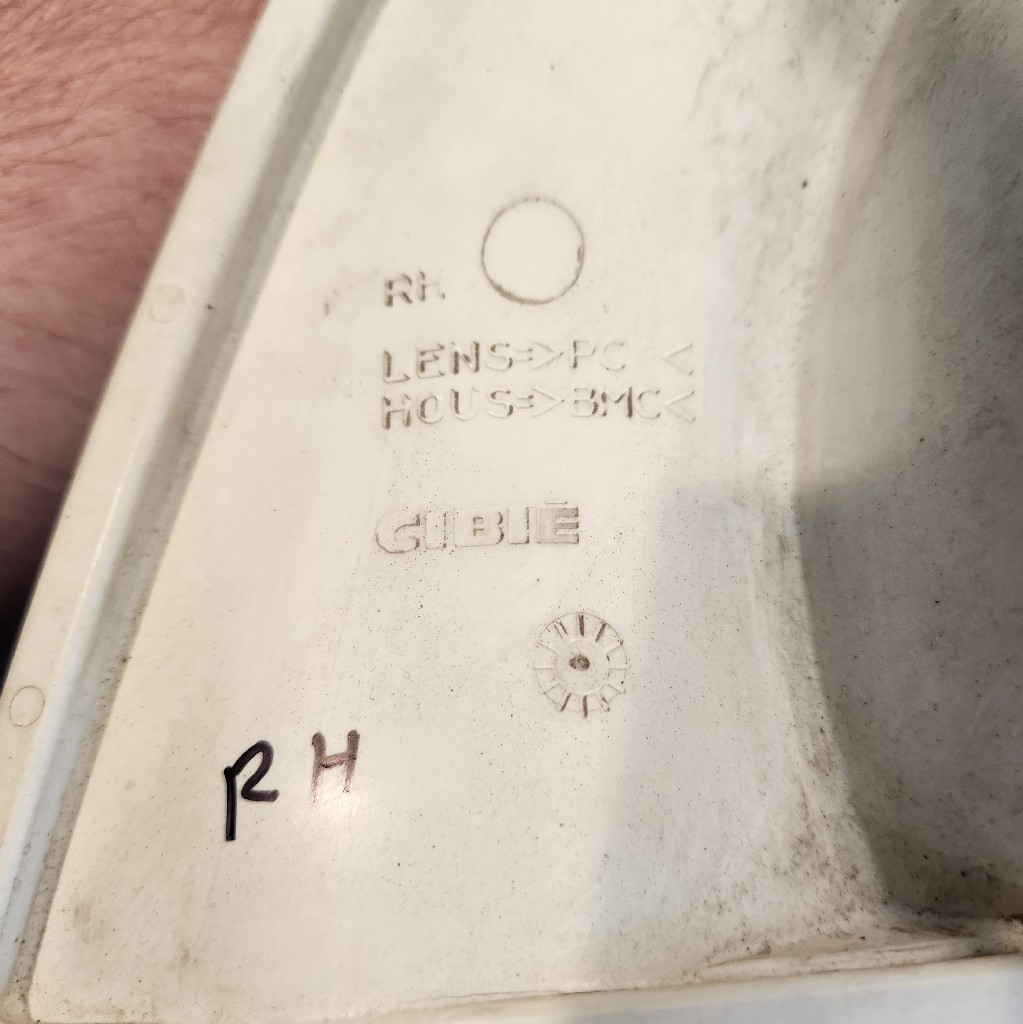 RH
LENS=>PC <
HOUS=>BMC<
CIBIÉ
RH